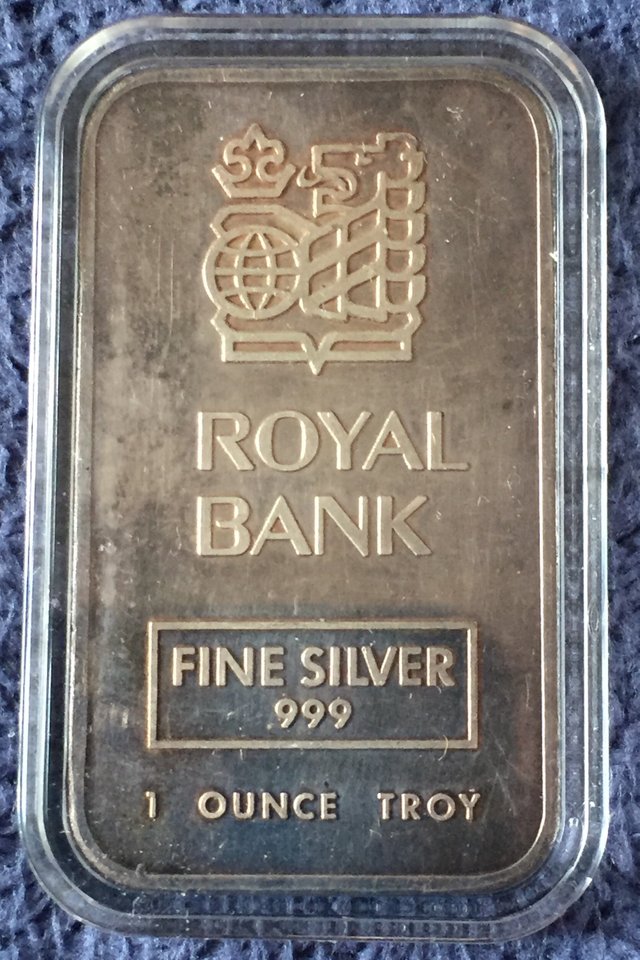 ROYAL
BANK
FINE SILVER
999
1 OUNCE TROY